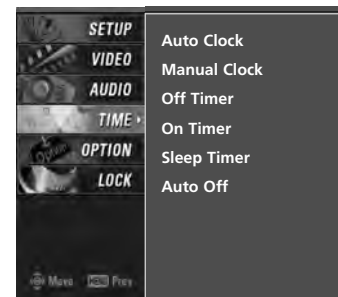 SETUP
VIDEO
AUDIO
TIME
OPTION
LOCK
Move MENU Prev
Auto Clock
Manual Clock
Off Timer
On Timer
Sleep Timer
Auto Off